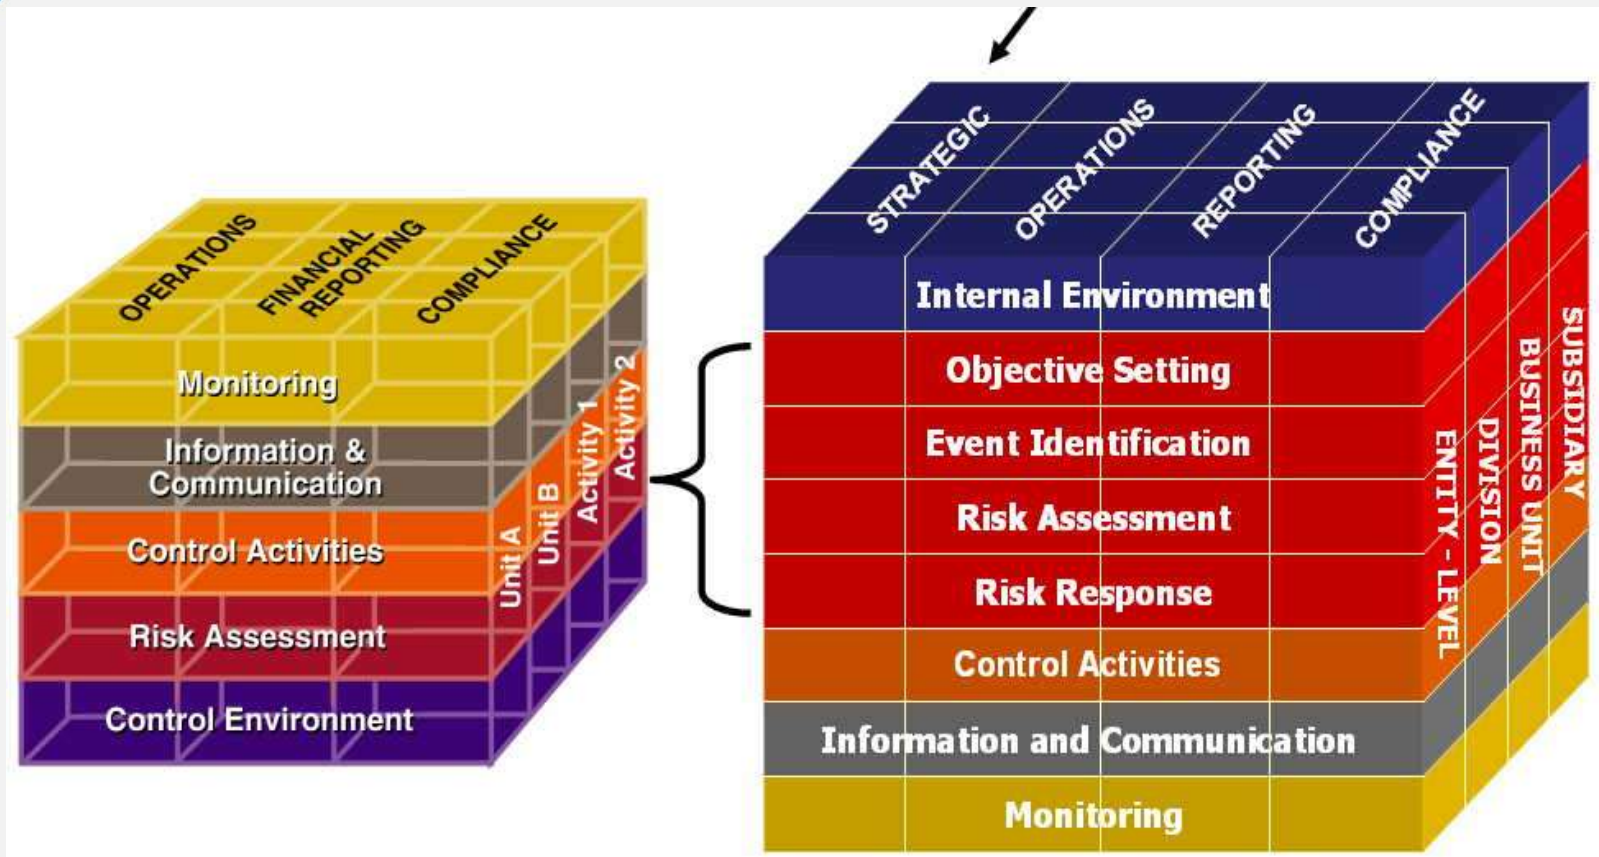 OPERATIONS
FINANCIAL
REPORTING
COMPLIANCE
Monitoring
Information &
Communication
Control Activities
Risk Assessment
Control Environment
Unit A
Unit B
Activity 1
Activity 2
STRATEGIC
OPERATIONS
REPORTING
COMPLIANCE
Internal Environment
Objective Setting
Event Identification
Risk Assessment
Risk Response
Control Activities
Information and Communication
Monitoring
ENTITY - LEVEL
DIVISION
BUSINESS UNIT
SUBSIDIARY